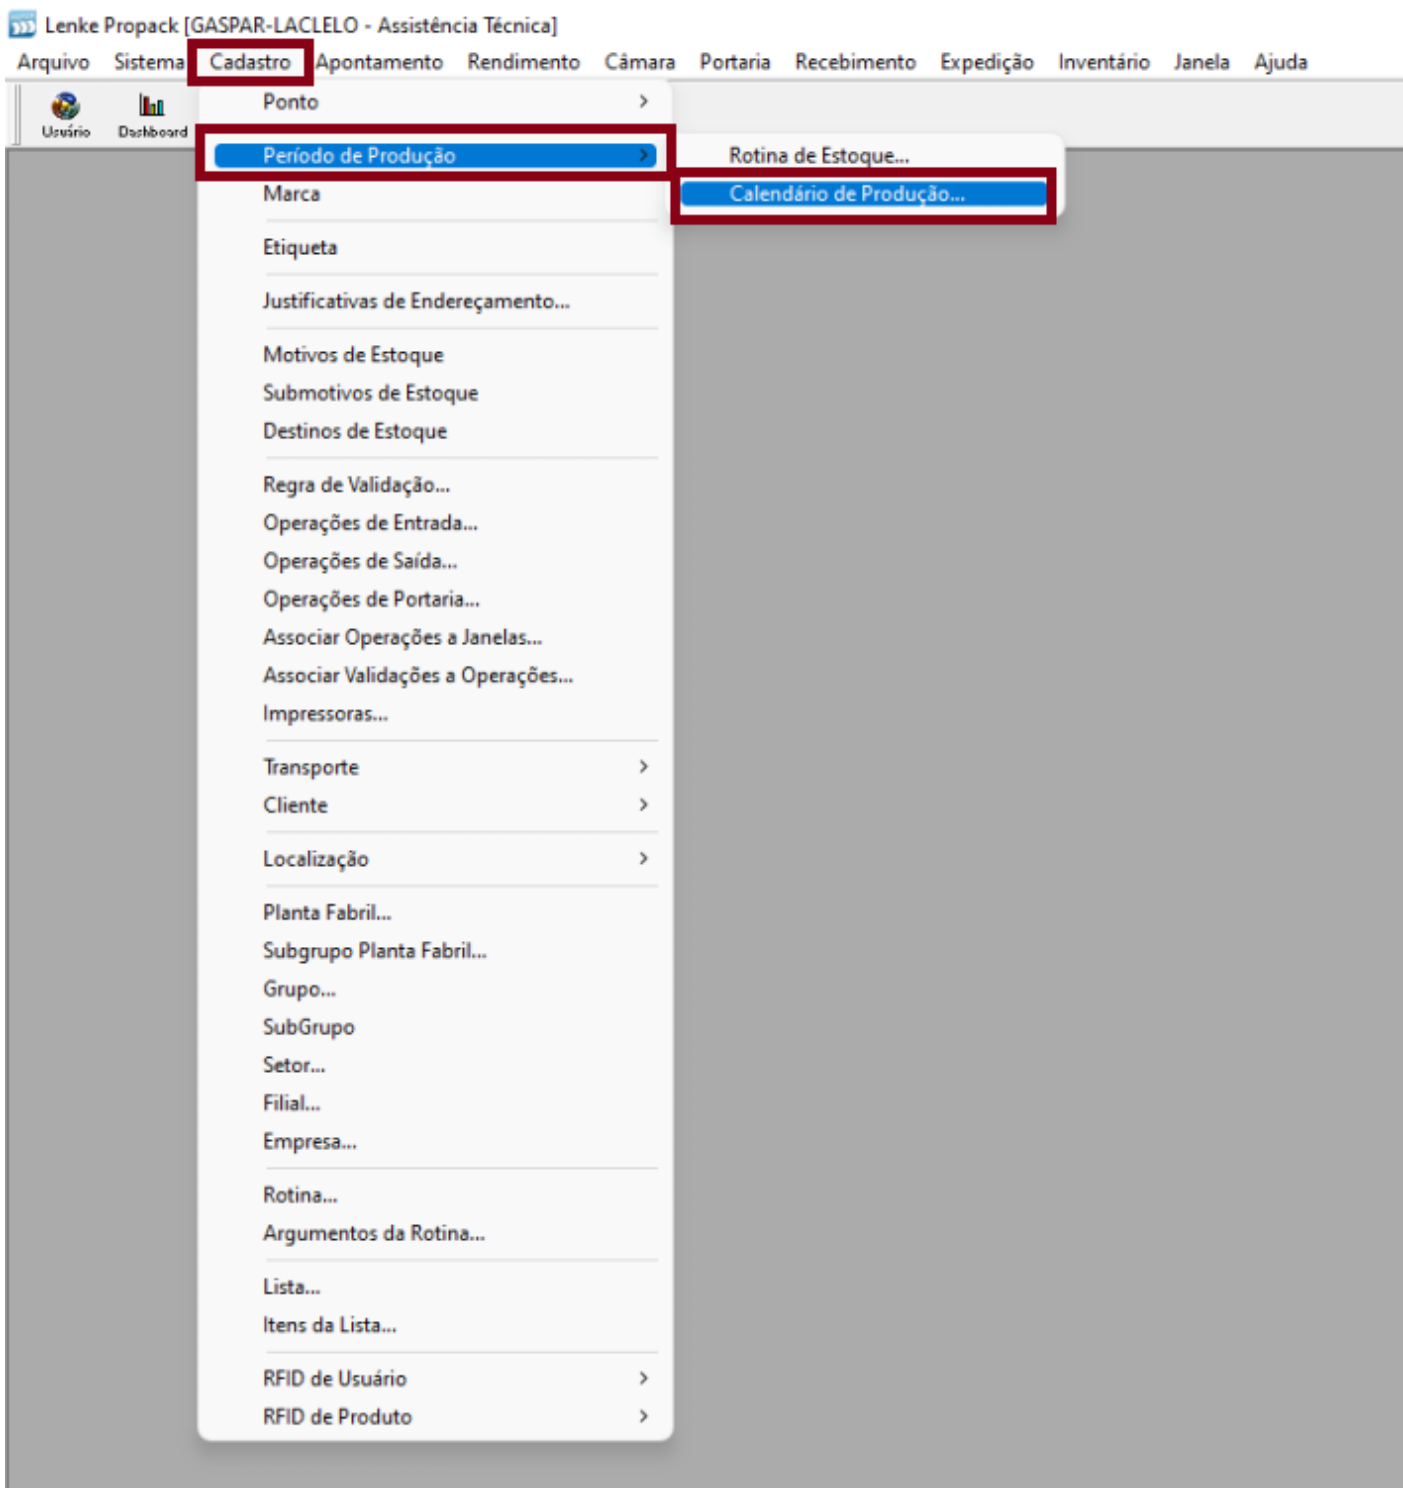 Lenke Propack [GASPAR-LACLELO - Assistência Técnica]
Arquivo Sistema Cadastro Apontamento Rendimento Câmara Portaria Recebimento Expedição Inventário Janela Ajuda
Usuário Dashboard
Ponto
Período de Produção
Rotina de Estoque...
Calendário de Produção...
Marca
Etiqueta
Justificativas de Endereçamento...
Motivos de Estoque
Submotivos de Estoque
Destinos de Estoque
Regra de Validação...
Operações de Entrada...
Operações de Saída...
Operações de Portaria...
Associar Operações a Janelas...
Associar Validações a Operações...
Impressoras...
Transporte
Cliente
Localização
Planta Fabril...
Subgrupo Planta Fabril...
Grupo...
SubGrupo
Setor...
Filial...
Empresa...
Rotina...
Argumentos da Rotina...
Lista...
Itens da Lista...
RFID de Usuário
RFID de Produto